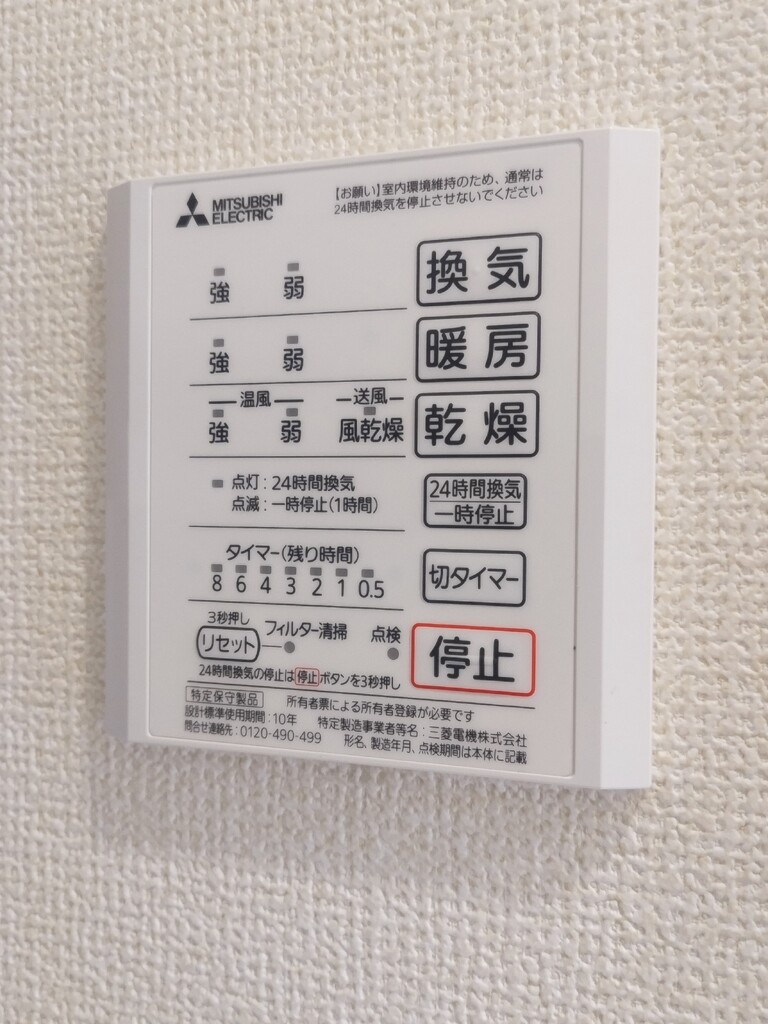 MITSUBISHI
ELECTRIC
【お願い】室内環境維持のため、通常は
24時間換気を停止させないでください
強 弱 換気
強 弱 暖房
温風 送風
強 弱 風乾燥 乾燥
点灯:24時間換気
点滅:一時停止(1時間)
24時間換気
一時停止
タイマー(残り時間)
8 6 4 3 2 1 0.5
切タイマー
3秒押し
リセット フィルター清掃 点検
停止
24時間換気の停止は停止ボタンを3秒押し
特定保守製品 所有者票による所有者登録が必要です
設計標準使用期間:10年 特定製造事業者等名:三菱電機株式会社
問合せ連絡先:0120-490-499 形名、製造年月、点検期間は本体に記載